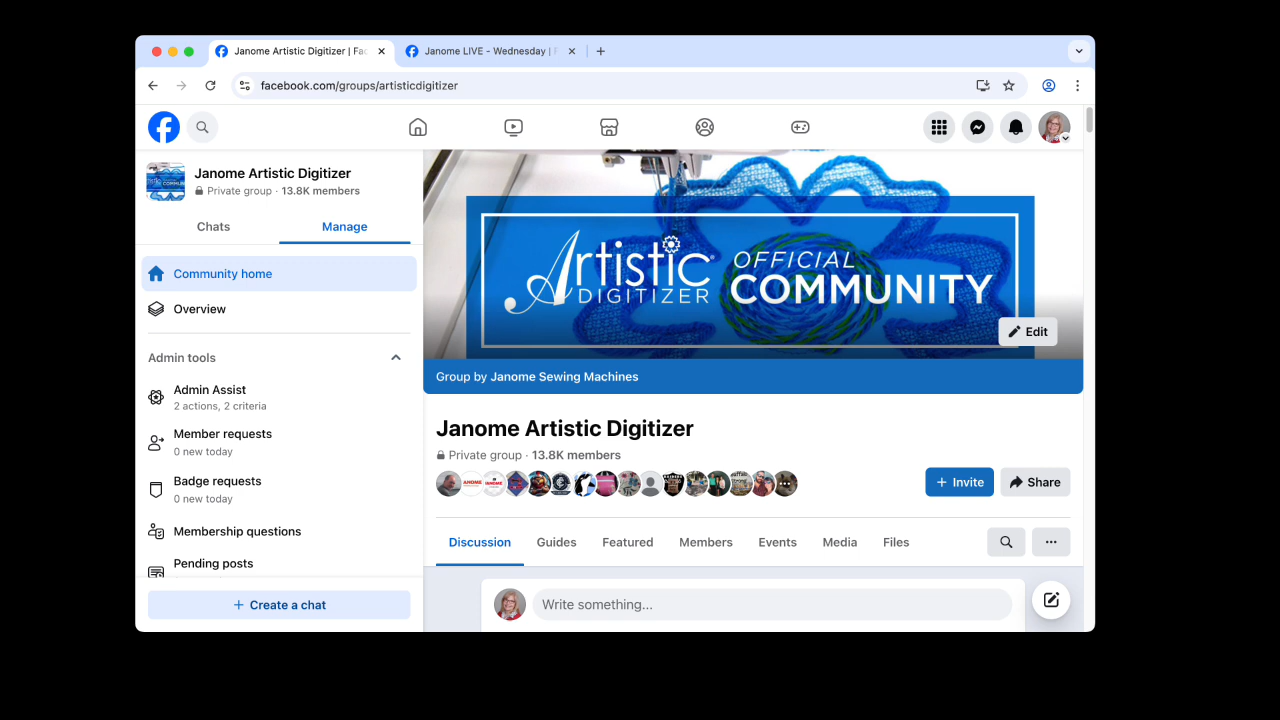 Janome Artistic Digitizer | Fac
Janome LIVE - Wednesday | F
facebook.com/groups/artisticdigitizer
Janome Artistic Digitizer
Private group · 13.8K members
Chats
Manage
Community home
Overview
Admin tools
Admin Assist
2 actions, 2 criteria
Member requests
0 new today
Badge requests
0 new today
Membership questions
Pending posts
+ Create a chat
Artistic DIGITIZER
OFFICIAL COMMUNITY
Edit
Group by Janome Sewing Machines
Janome Artistic Digitizer
Private group · 13.8K members
+ Invite
Share
Discussion
Guides
Featured
Members
Events
Media
Files
Write something...